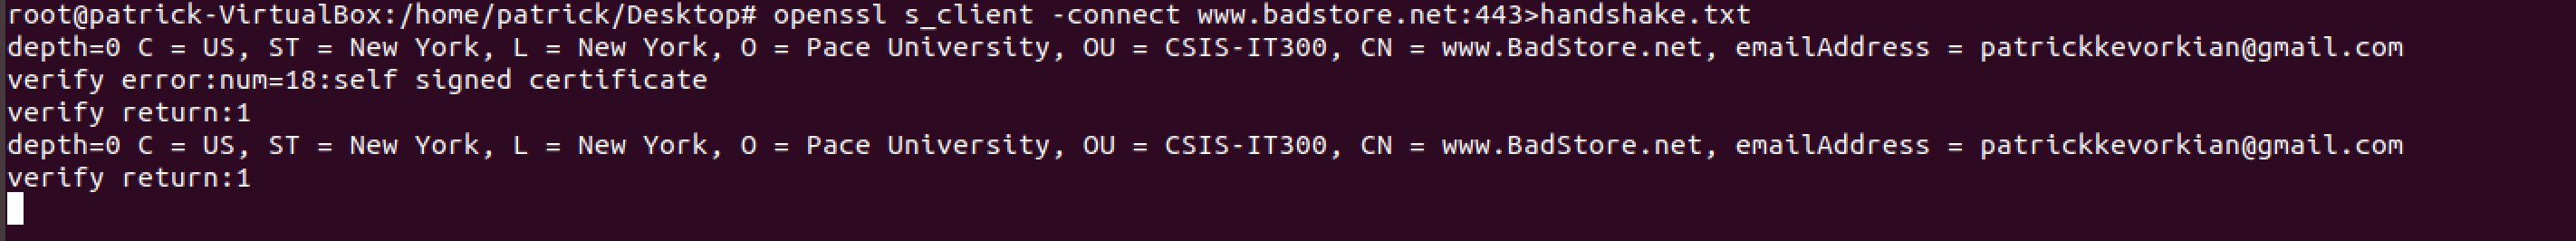 root@patrick-VirtualBox:/home/patrick/Desktop# openssl s_client -connect www.badstore.net:443>handshake.txt
depth=0 C = US, ST = New York, L = New York, O = Pace University, OU = CSIS-IT300, CN = www.BadStore.net, emailAddress = patrickkevorkian@gmail.com
verify error:num=18:self signed certificate
verify return:1
depth=0 C = US, ST = New York, L = New York, O = Pace University, OU = CSIS-IT300, CN = www.BadStore.net, emailAddress = patrickkevorkian@gmail.com
verify return:1